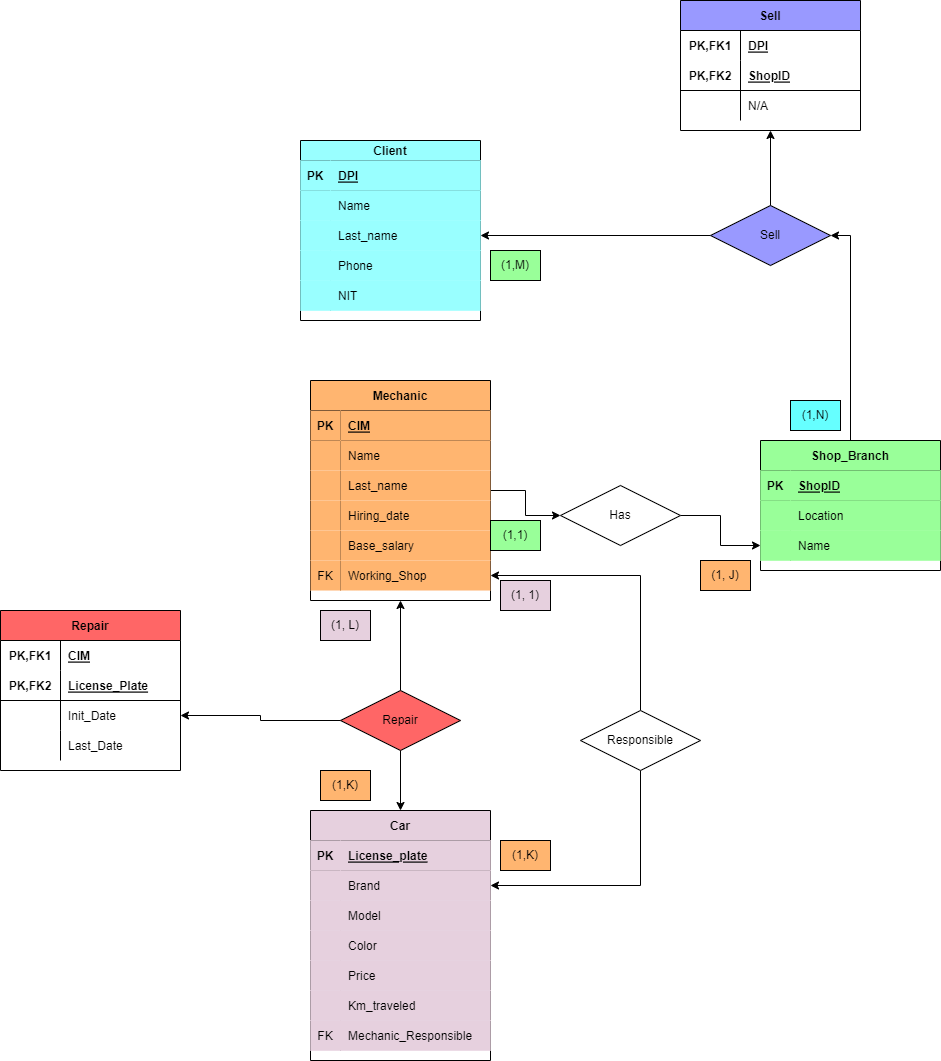 Sell
PK,FK1 DPI
PK,FK2 ShopID
N/A
Client
PK DPI
Name
Last_name
Phone
NIT
Sell
(1,M)
Mechanic
PK CIM
Name
Last_name
Hiring_date
Base_salary
FK Working_Shop
(1,N)
Shop_Branch
PK ShopID
Location
Name
Has
(1,1)
(1, J)
(1, 1)
(1, L)
Repair
PK,FK1 CIM
PK,FK2 License_Plate
Init_Date
Last_Date
Repair
Responsible
(1,K)
Car
PK License_plate
Brand
Model
Color
Price
Km_traveled
FK Mechanic_Responsible
(1,K)